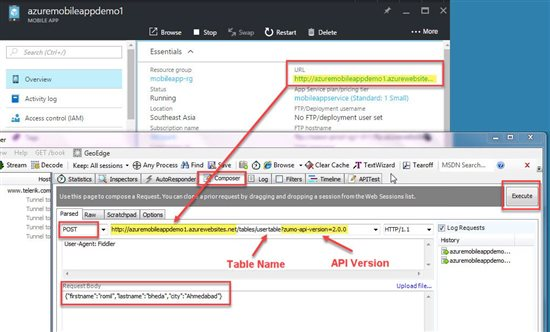 azuremobileappdemo1
MOBILE APP
Browse Stop Swap Restart Delete More
Search (Ctrl+/)
Overview
Activity log
Access control (IAM)
Essentials
Resource group
mobileapp-rg
Status
Running
Location
Southeast Asia
Subscription name
URL
http://azuremobileappdemo1.azurewebsite...
App Service plan/pricing tier
mobileappservice (Standard: 1 Small)
FTP/Deployment username
No FTP/deployment user set
FTP hostname
GET /book GeoEdge
Stream Decode Keep: All sessions Any Process Find Save Browse Clear Cache TextWizard Tearoff MSDN Search...
Statistics Inspectors AutoResponder Composer Log Filters Timeline APITest
Host
www.telerik.com
Tunnel to
Tunnel to
Tunnel to
Tunnel to
Tunnel to
Tunnel to
Use this page to compose a Request. You can clone a prior request by dragging and dropping a session from the Web Sessions list.
Execute
Parsed Raw Scratchpad Options
POST http://azuremobileappdemo1.azurewebsites.net/tables/usertable?zumo-api-version=2.0.0 HTTP/1.1
Log Requests
History
azuremobileappdemo...
azuremobileappdemo...
User-Agent: Fiddler
Table Name API Version
Request Body Upload file...
{"firstname":"romil","lastname":"bheda","city":"Ahmedabad"}